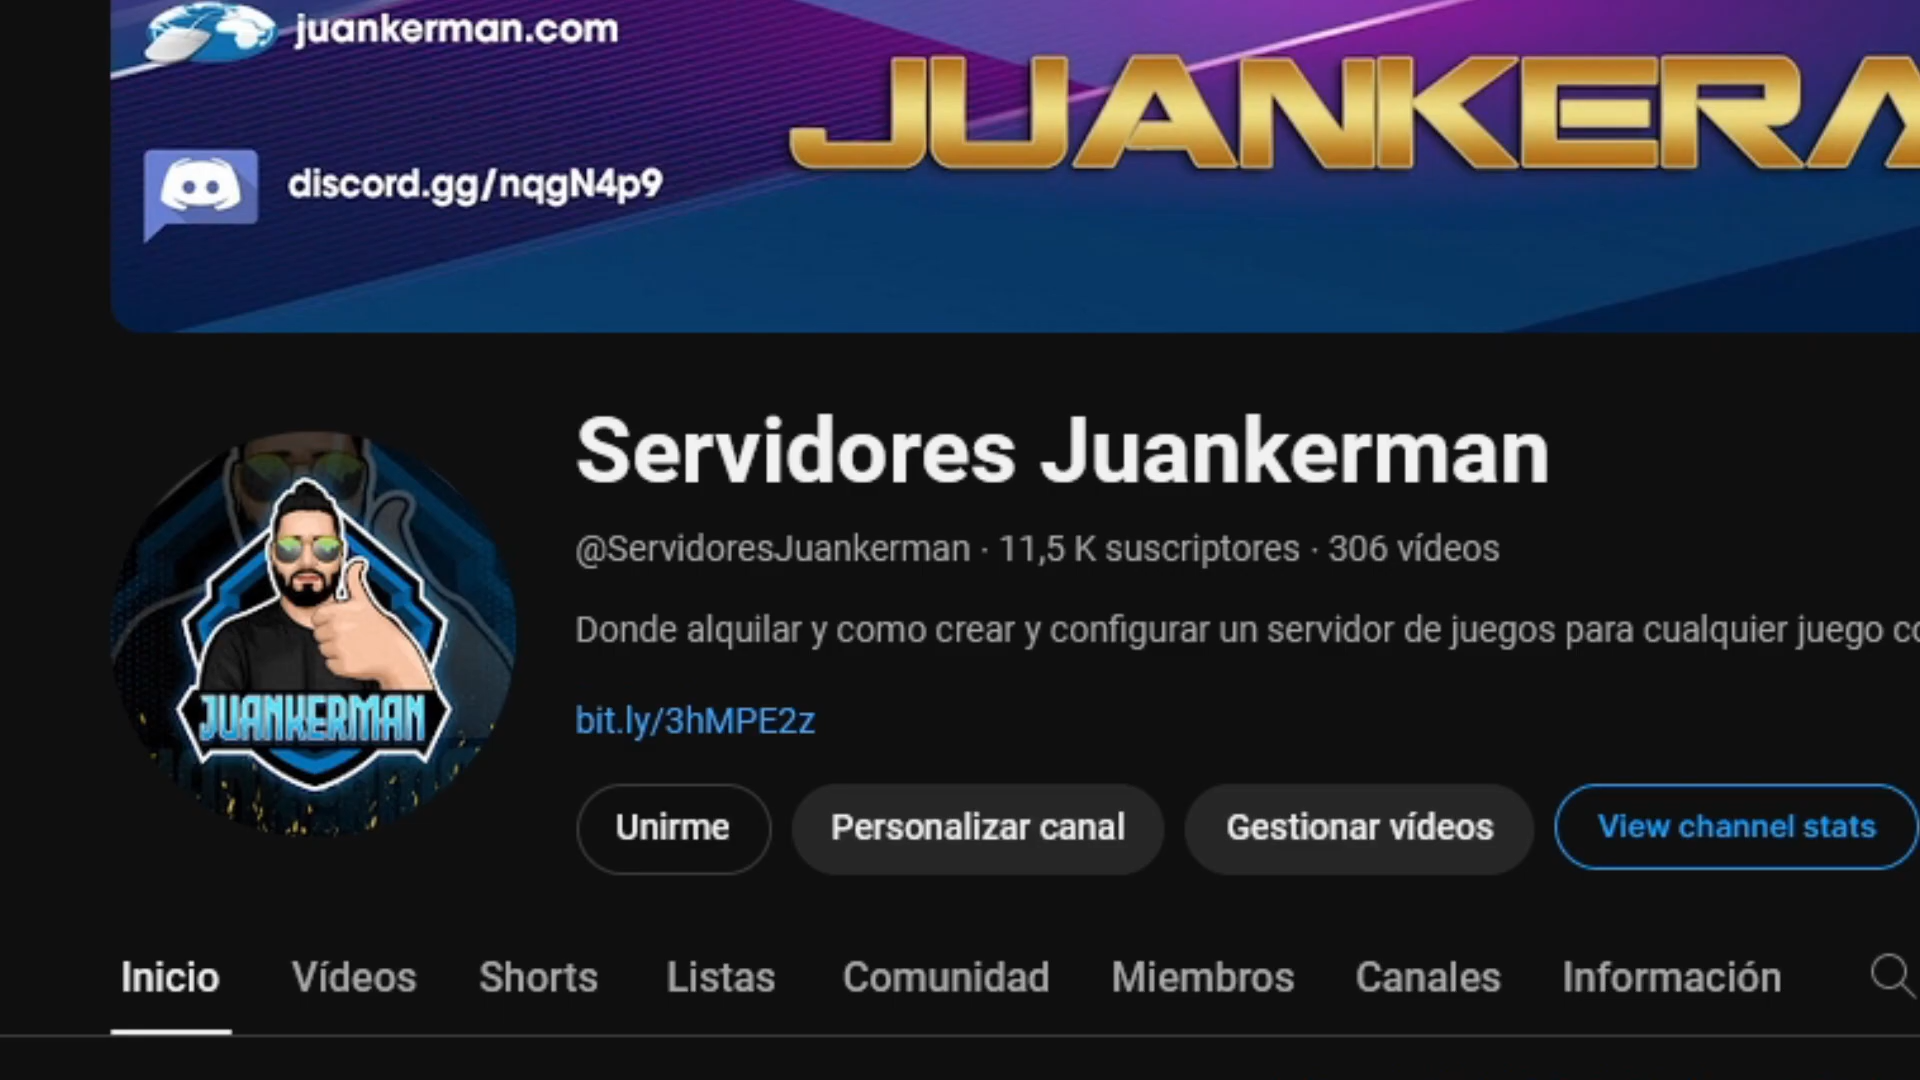 juankerman.com
JUANKERMA
discord.gg/nqgN4p9
Servidores Juankerman
@ServidoresJuankerman · 11,5 K suscriptores · 306 vídeos
Donde alquilar y como crear y configurar un servidor de juegos para cualquier juego co
JUANKERMAN
bit.ly/3hMPE2z
Unirme Personalizar canal Gestionar vídeos View channel stats
Inicio Vídeos Shorts Listas Comunidad Miembros Canales Información